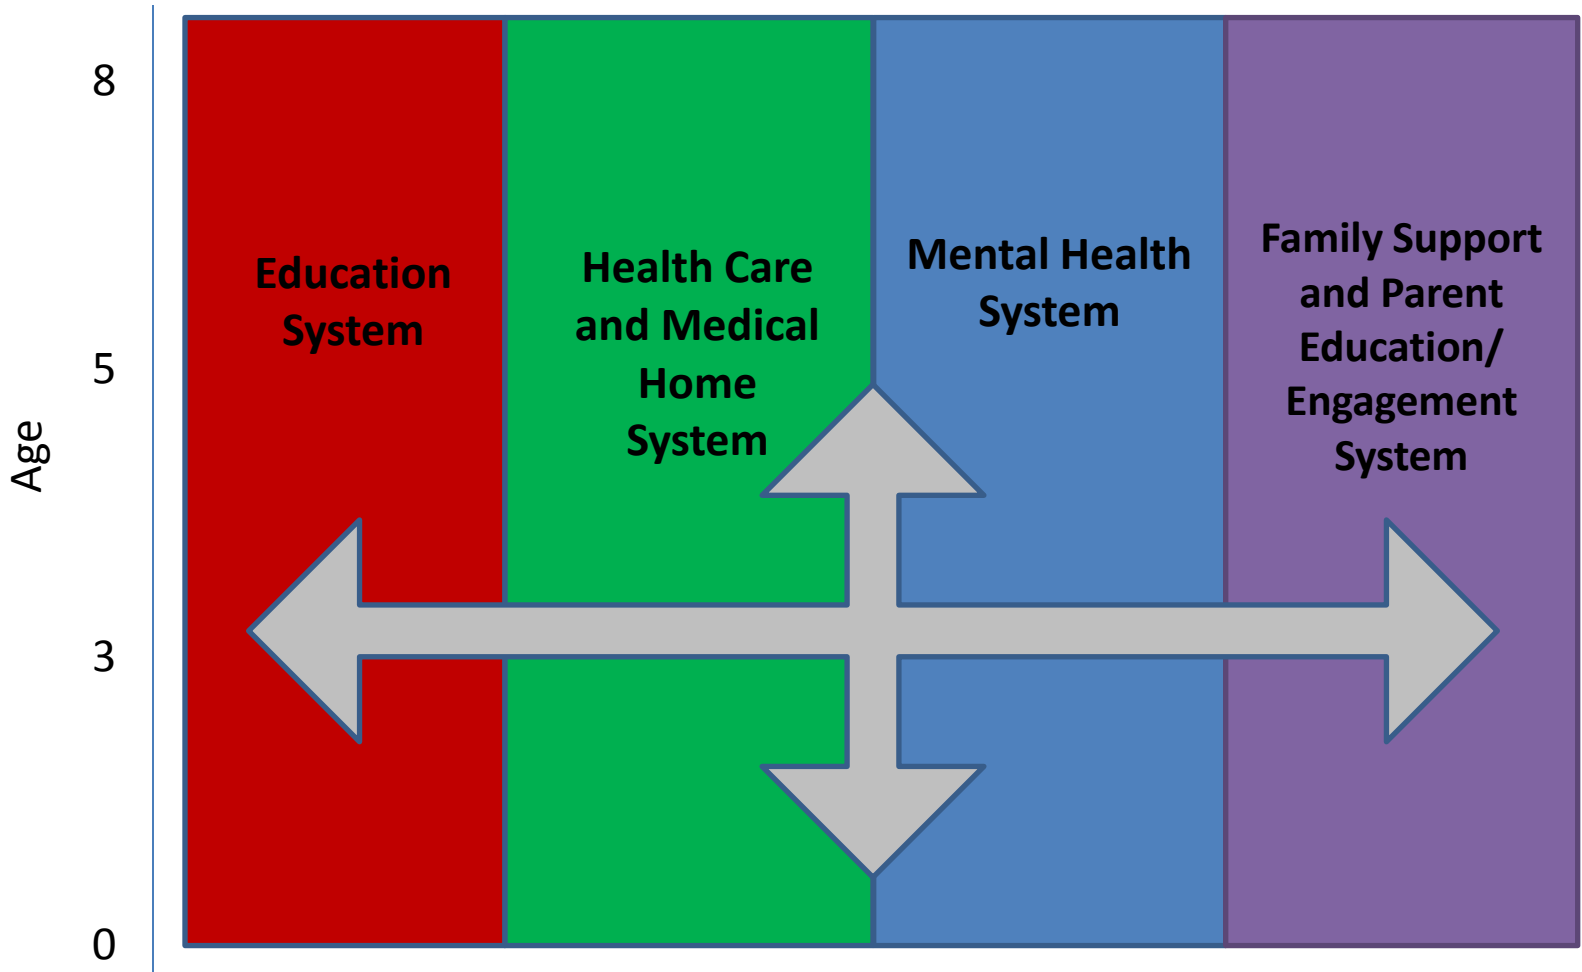 8
5
3
0
Age
Education
System
Health Care
and Medical
Home
System
Mental Health
System
Family Support
and Parent
Education/
Engagement
System